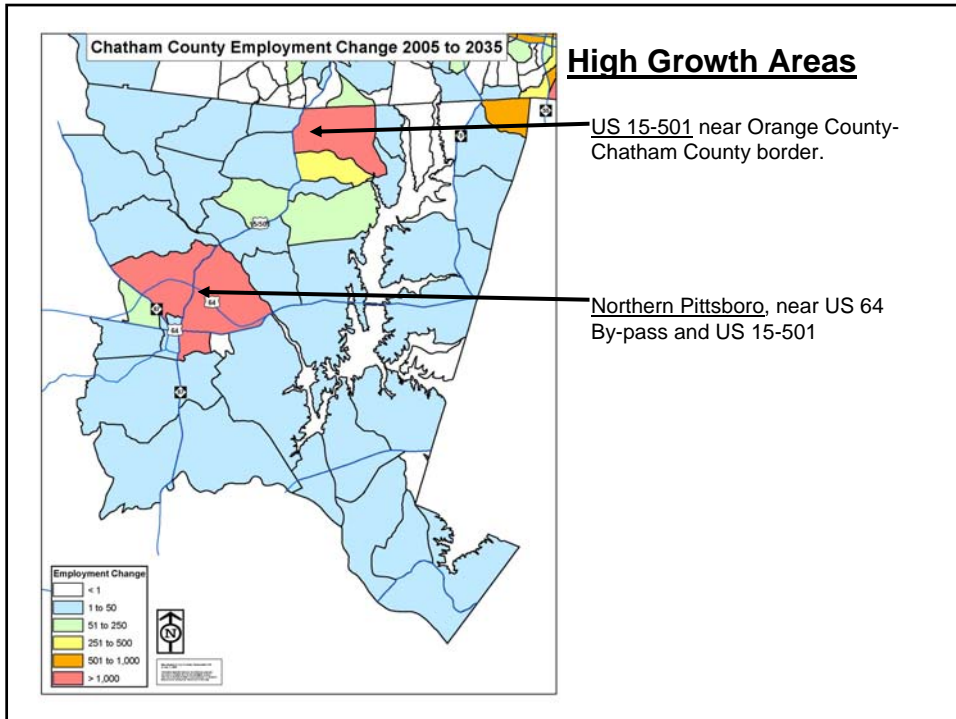 Chatham County Employment Change 2005 to 2035
High Growth Areas
US 15-501 near Orange County-
Chatham County border.
15/501
Northern Pittsboro, near US 64
By-pass and US 15-501
64
64
Employment Change
< 1
1 to 50
51 to 250
251 to 500
501 to 1,000
> 1,000
N